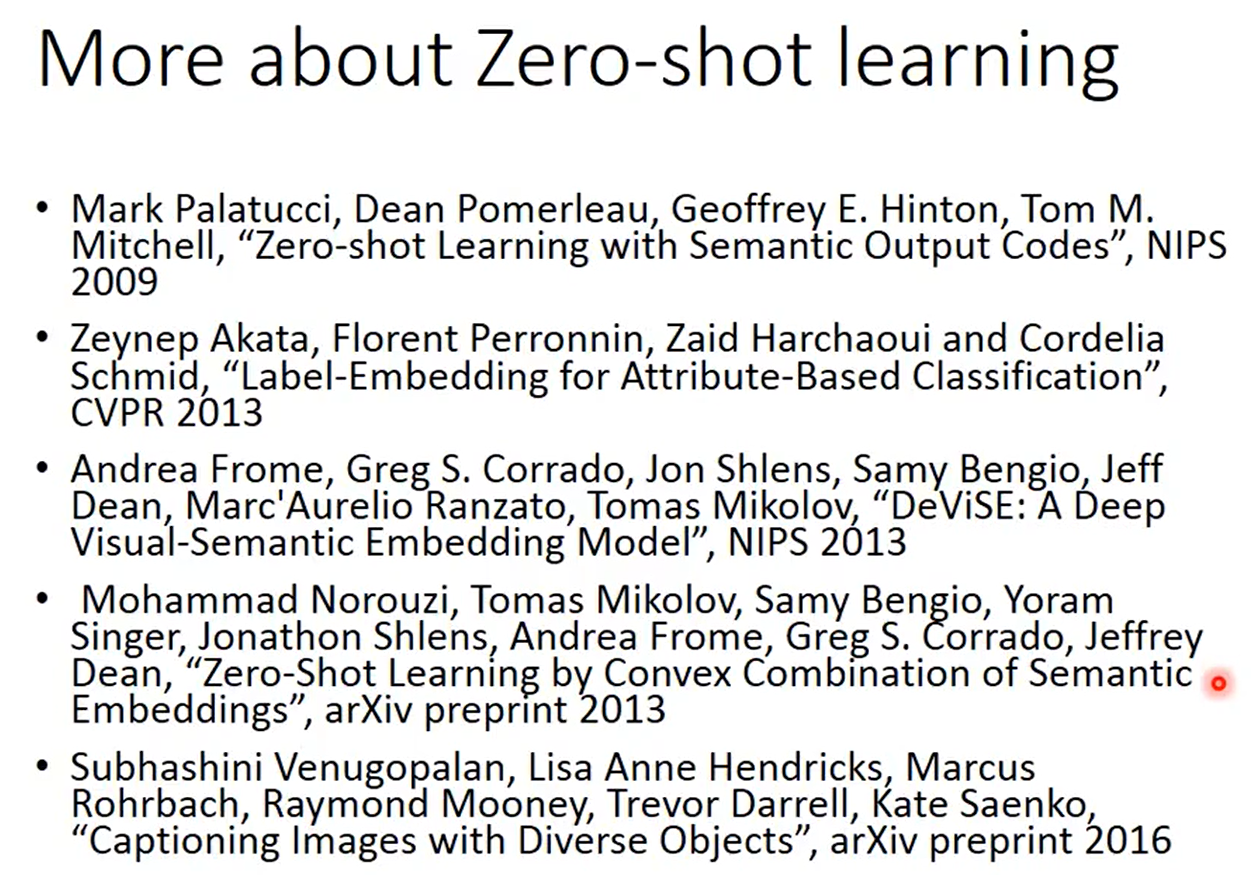 More about Zero-shot learning
• Mark Palatucci, Dean Pomerleau, Geoffrey E. Hinton, Tom M.
Mitchell, “Zero-shot Learning with Semantic Output Codes”, NIPS
2009
• Zeynep Akata, Florent Perronnin, Zaid Harchaoui and Cordelia
Schmid, “Label-Embedding for Attribute-Based Classification”,
CVPR 2013
• Andrea Frome, Greg S. Corrado, Jon Shlens, Samy Bengio, Jeff
Dean, Marc'Aurelio Ranzato, Tomas Mikolov, “DeViSE: A Deep
Visual-Semantic Embedding Model”, NIPS 2013
• Mohammad Norouzi, Tomas Mikolov, Samy Bengio, Yoram
Singer, Jonathon Shlens, Andrea Frome, Greg S. Corrado, Jeffrey
Dean, “Zero-Shot Learning by Convex Combination of Semantic
Embeddings”, arXiv preprint 2013
• Subhashini Venugopalan, Lisa Anne Hendricks, Marcus
Rohrbach, Raymond Mooney, Trevor Darrell, Kate Saenko,
“Captioning Images with Diverse Objects”, arXiv preprint 2016